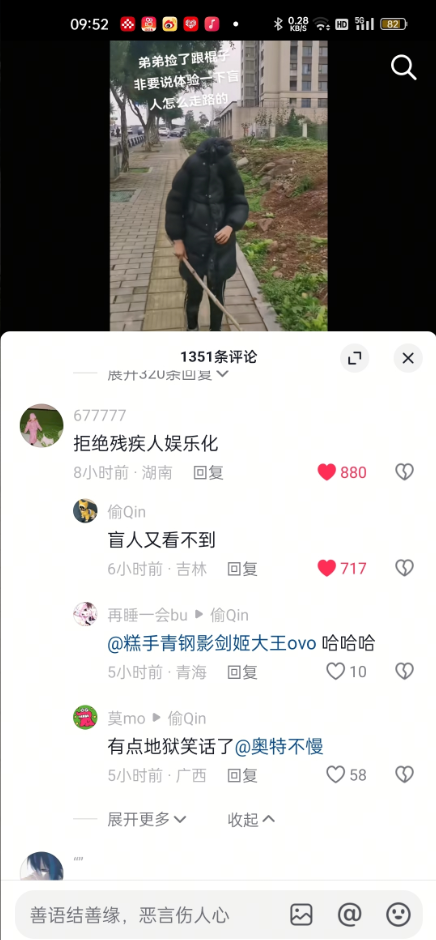 09:52
0.28
KB/S
HD
5G
82
弟弟捡了跟棍子
非要说体验一下盲
人怎么走路的
1351条评论
展开320条回复
677777
拒绝残疾人娱乐化
8小时前 · 湖南 回复 880
偷Qin
盲人又看不到
6小时前 · 吉林 回复 717
再睡一会bu 偷Qin
@糕手青钢影剑姬大王ovo 哈哈哈
5小时前 · 青海 回复 10
莫mo 偷Qin
有点地狱笑话了@奥特不慢
5小时前 · 广西 回复 58
展开更多 收起
""
善语结善缘，恶言伤人心